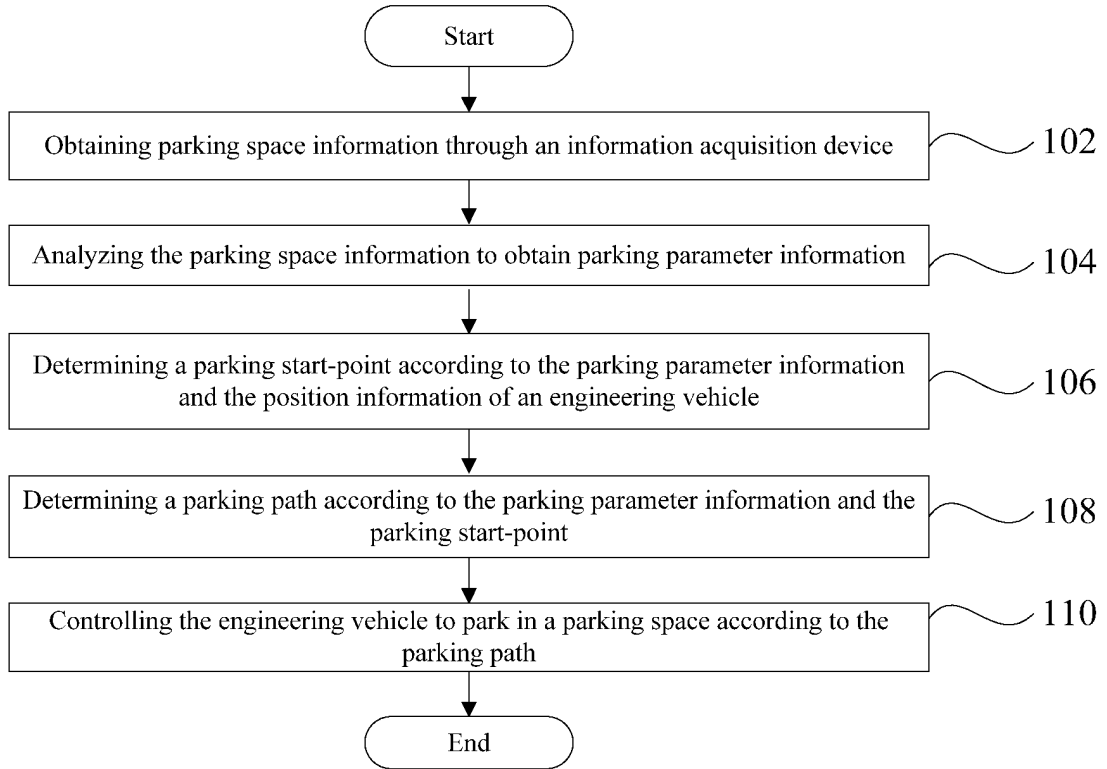 Start
Obtaining parking space information through an information acquisition device
102
Analyzing the parking space information to obtain parking parameter information
104
Determining a parking start-point according to the parking parameter information
and the position information of an engineering vehicle
106
Determining a parking path according to the parking parameter information and the
parking start-point
108
Controlling the engineering vehicle to park in a parking space according to the
parking path
110
End